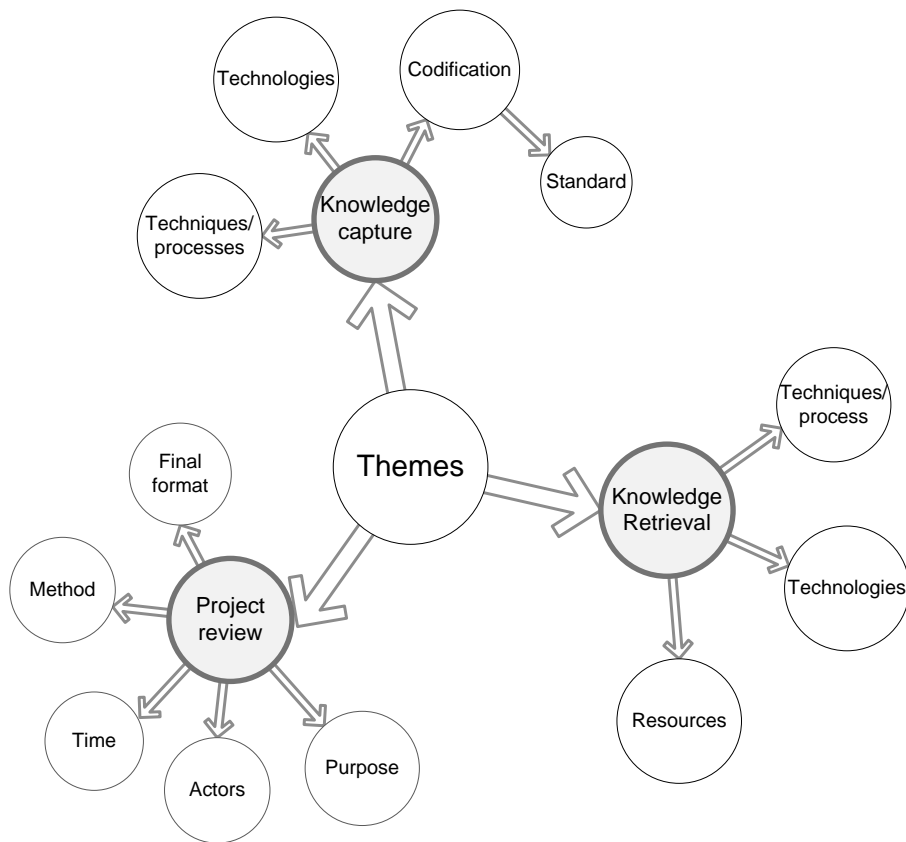 Technologies
Codification
Standard
Techniques/
processes
Knowledge
capture
Themes
Techniques/
process
Knowledge
Retrieval
Technologies
Resources
Final
format
Method
Project
review
Time
Actors
Purpose